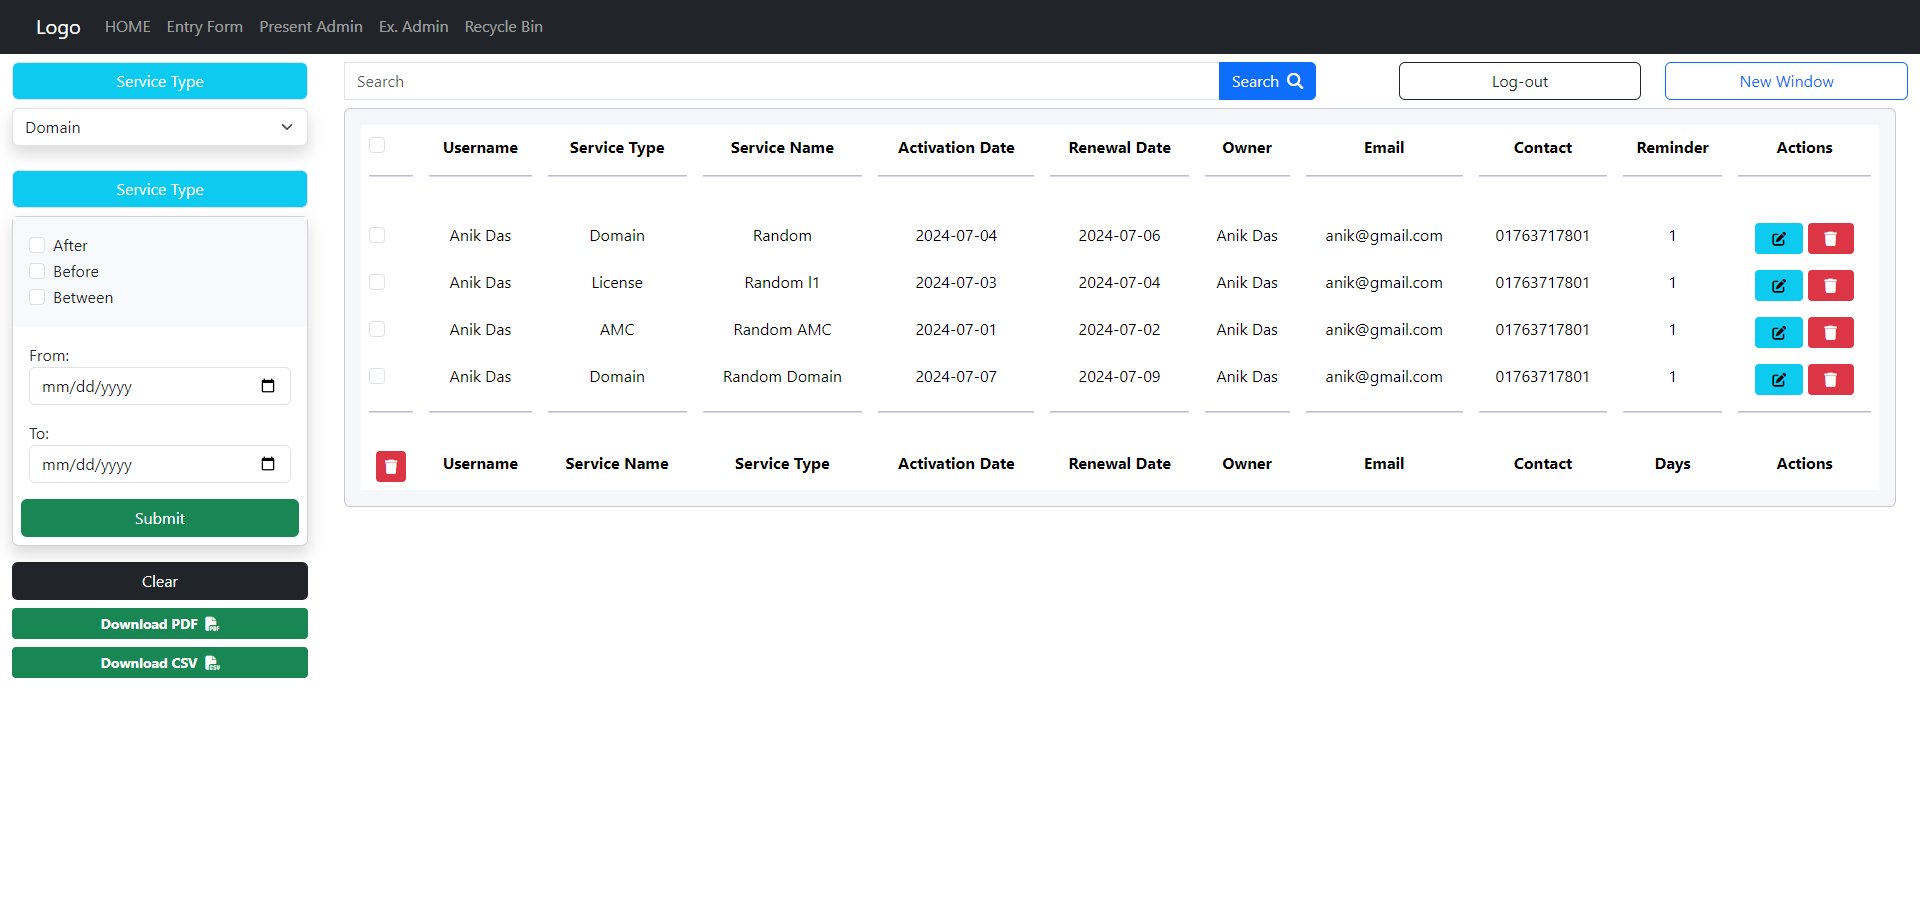 Logo HOME Entry Form Present Admin Ex. Admin Recycle Bin
Service Type
Domain
Service Type
After
Before
Between
From:
mm/dd/yyyy
To:
mm/dd/yyyy
Submit
Clear
Download PDF
Download CSV
Search Search Log-out New Window
Username Service Type Service Name Activation Date Renewal Date Owner Email Contact Reminder Actions
Anik Das Domain Random 2024-07-04 2024-07-06 Anik Das anik@gmail.com 01763717801 1
Anik Das License Random l1 2024-07-03 2024-07-04 Anik Das anik@gmail.com 01763717801 1
Anik Das AMC Random AMC 2024-07-01 2024-07-02 Anik Das anik@gmail.com 01763717801 1
Anik Das Domain Random Domain 2024-07-07 2024-07-09 Anik Das anik@gmail.com 01763717801 1
Username Service Name Service Type Activation Date Renewal Date Owner Email Contact Days Actions